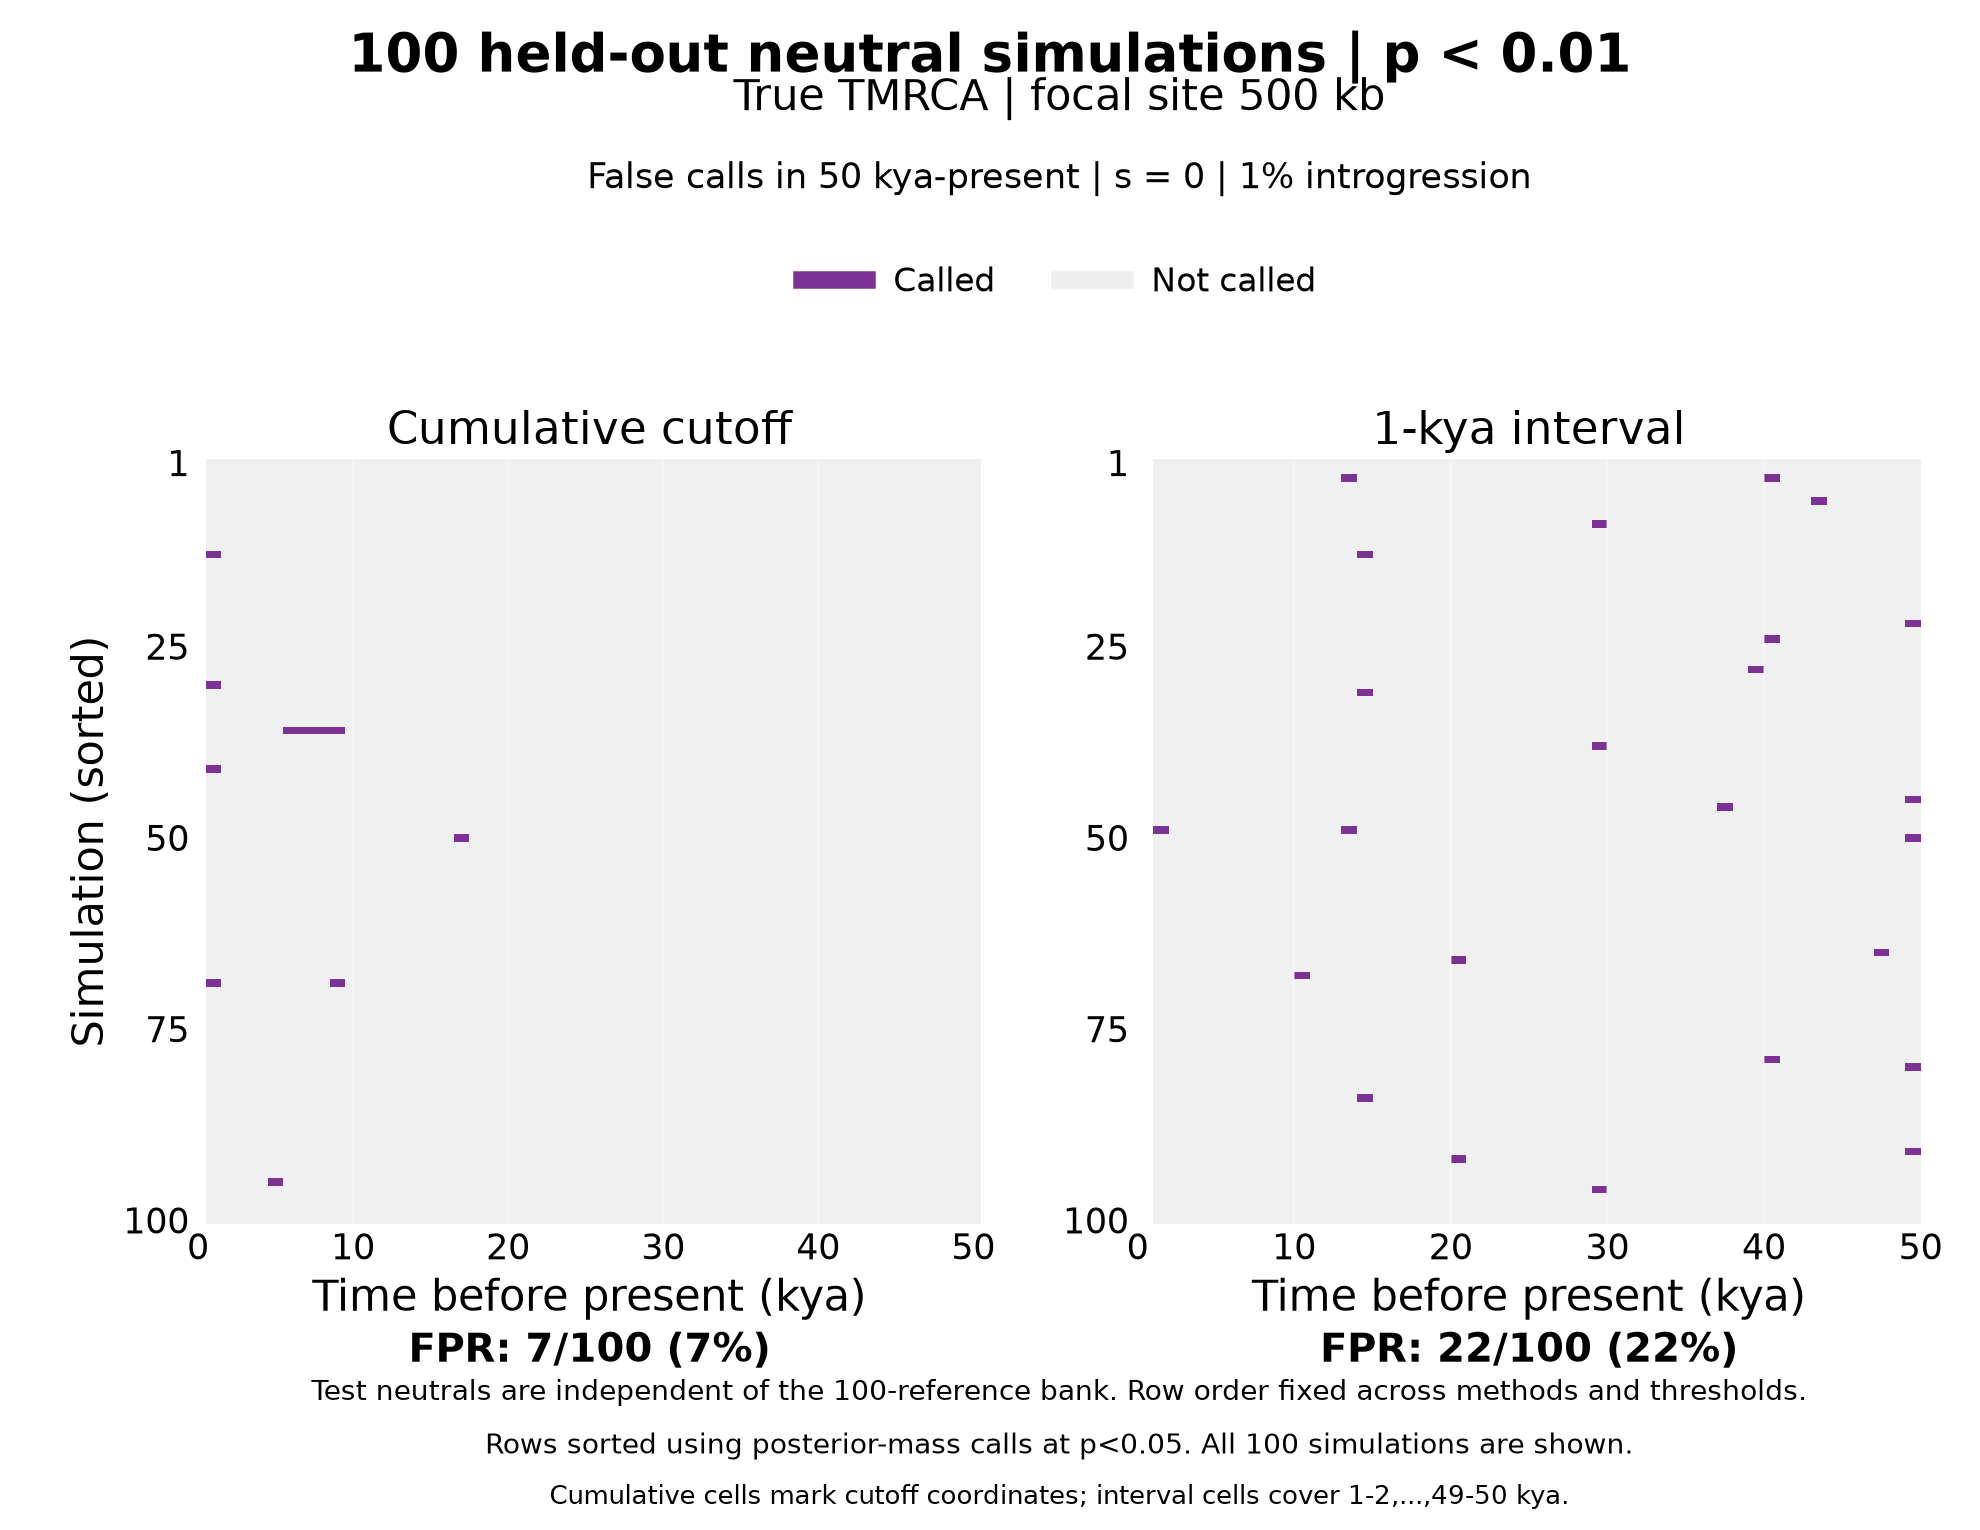 100 held-out neutral simulations | p < 0.01
True TMRCA | focal site 500 kb
False calls in 50 kya-present | s = 0 | 1% introgression
Called
Not called
Cumulative cutoff
1-kya interval
Simulation (sorted)
1
25
50
75
100
0 10 20 30 40 50
1
25
50
75
100
0 10 20 30 40 50
Time before present (kya)
Time before present (kya)
FPR: 7/100 (7%)
FPR: 22/100 (22%)
Test neutrals are independent of the 100-reference bank. Row order fixed across methods and thresholds.
Rows sorted using posterior-mass calls at p<0.05. All 100 simulations are shown.
Cumulative cells mark cutoff coordinates; interval cells cover 1-2,...,49-50 kya.